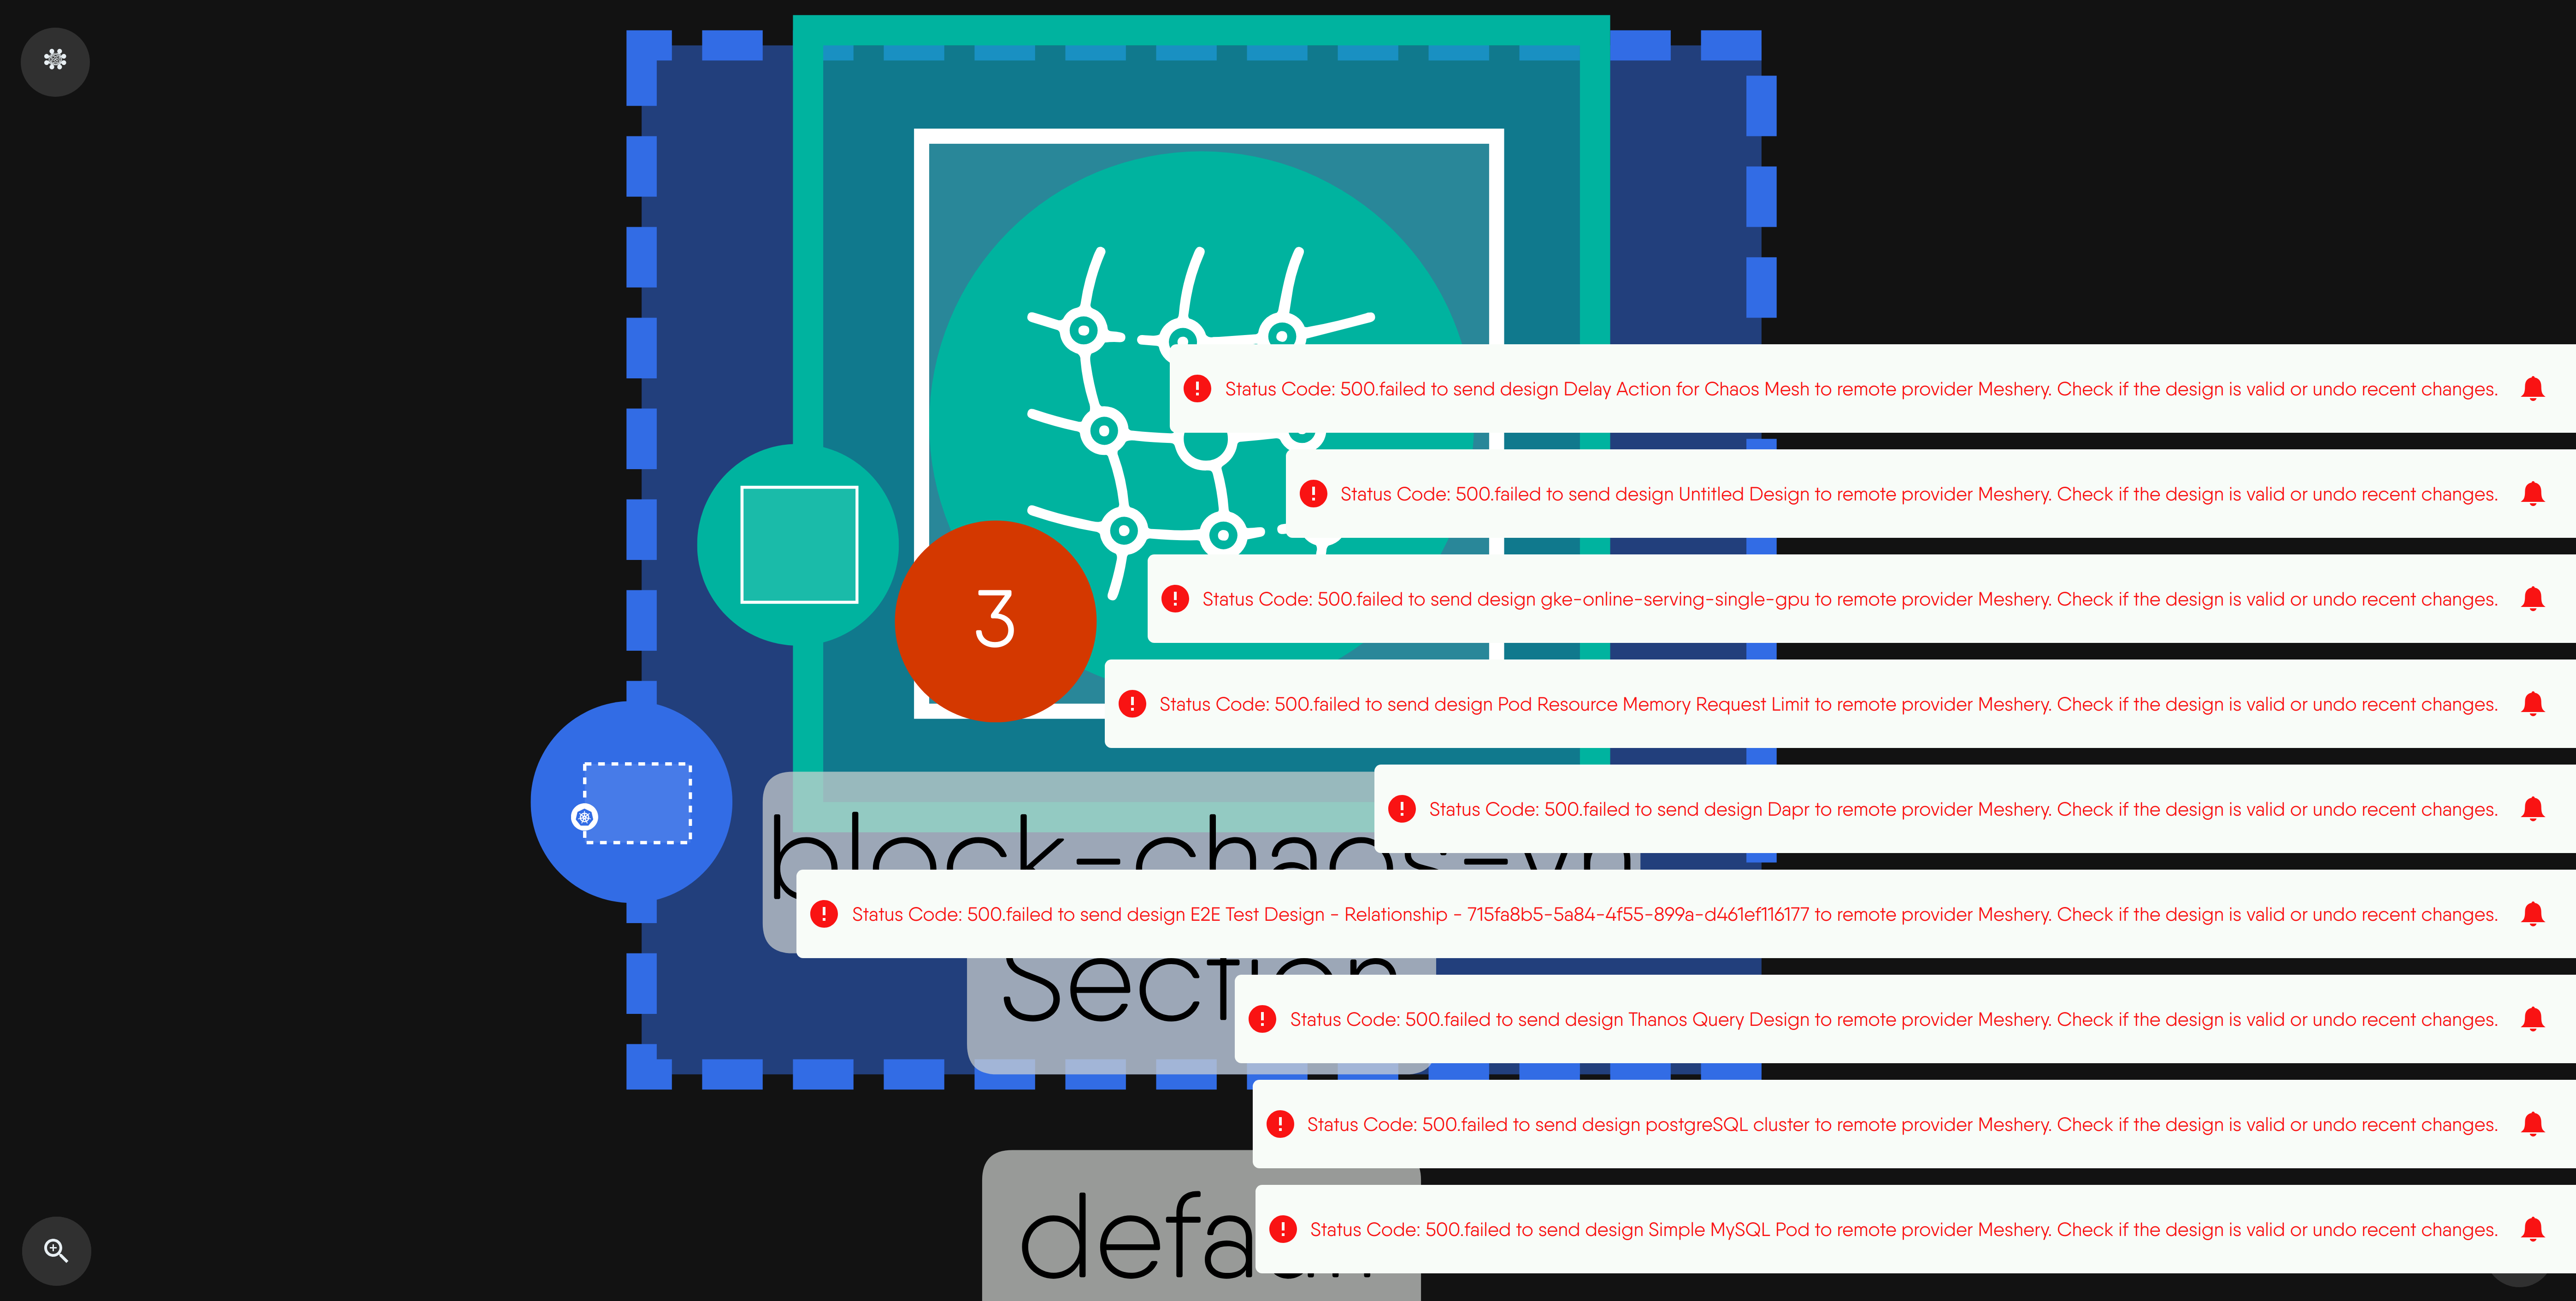 Status Code: 500.failed to send design Delay Action for Chaos Mesh to remote provider Meshery. Check if the design is valid or undo recent changes.
Status Code: 500.failed to send design Untitled Design to remote provider Meshery. Check if the design is valid or undo recent changes.
Status Code: 500.failed to send design gke-online-serving-single-gpu to remote provider Meshery. Check if the design is valid or undo recent changes.
3
Status Code: 500.failed to send design Pod Resource Memory Request Limit to remote provider Meshery. Check if the design is valid or undo recent changes.
Status Code: 500.failed to send design Dapr to remote provider Meshery. Check if the design is valid or undo recent changes.
block-chaos-
Status Code: 500.failed to send design E2E Test Design - Relationship - 715fa8b5-5a84-4f55-899a-d461ef116177 to remote provider Meshery. Check if the design is valid or undo recent changes.
Section
Status Code: 500.failed to send design Thanos Query Design to remote provider Meshery. Check if the design is valid or undo recent changes.
Status Code: 500.failed to send design postgreSQL cluster to remote provider Meshery. Check if the design is valid or undo recent changes.
Status Code: 500.failed to send design Simple MySQL Pod to remote provider Meshery. Check if the design is valid or undo recent changes.
default